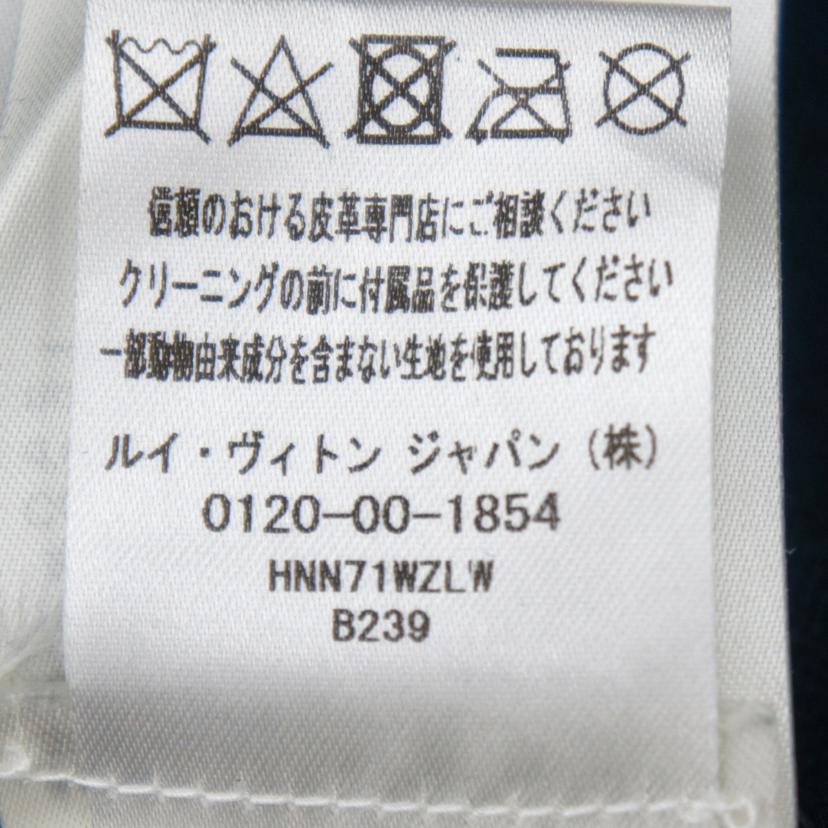 信頼のおける皮革専門店にご相談ください
クリーニングの前に付属品を保護してください
一部動物由来成分を含まない生地を使用しております
ルイ・ヴィトン ジャパン (株)
0120-00-1854
HNN71WZLW
B239